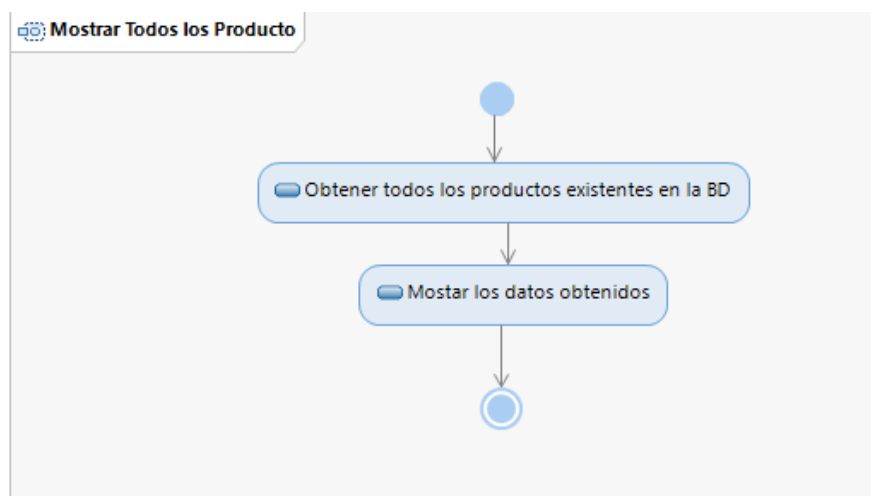 Mostrar Todos los Producto
Obtener todos los productos existentes en la BD
Mostar los datos obtenidos